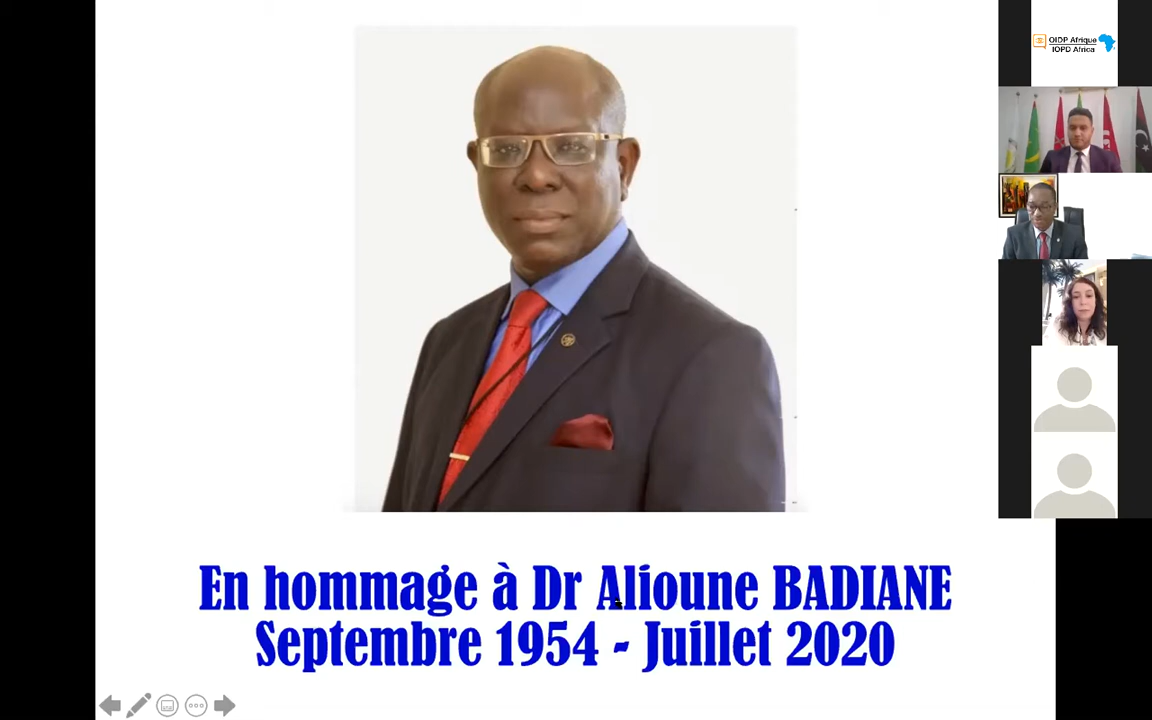 OIDP Afrique
IOPD Africa
En hommage à Dr Alioune BADIANE
Septembre 1954 - Juillet 2020